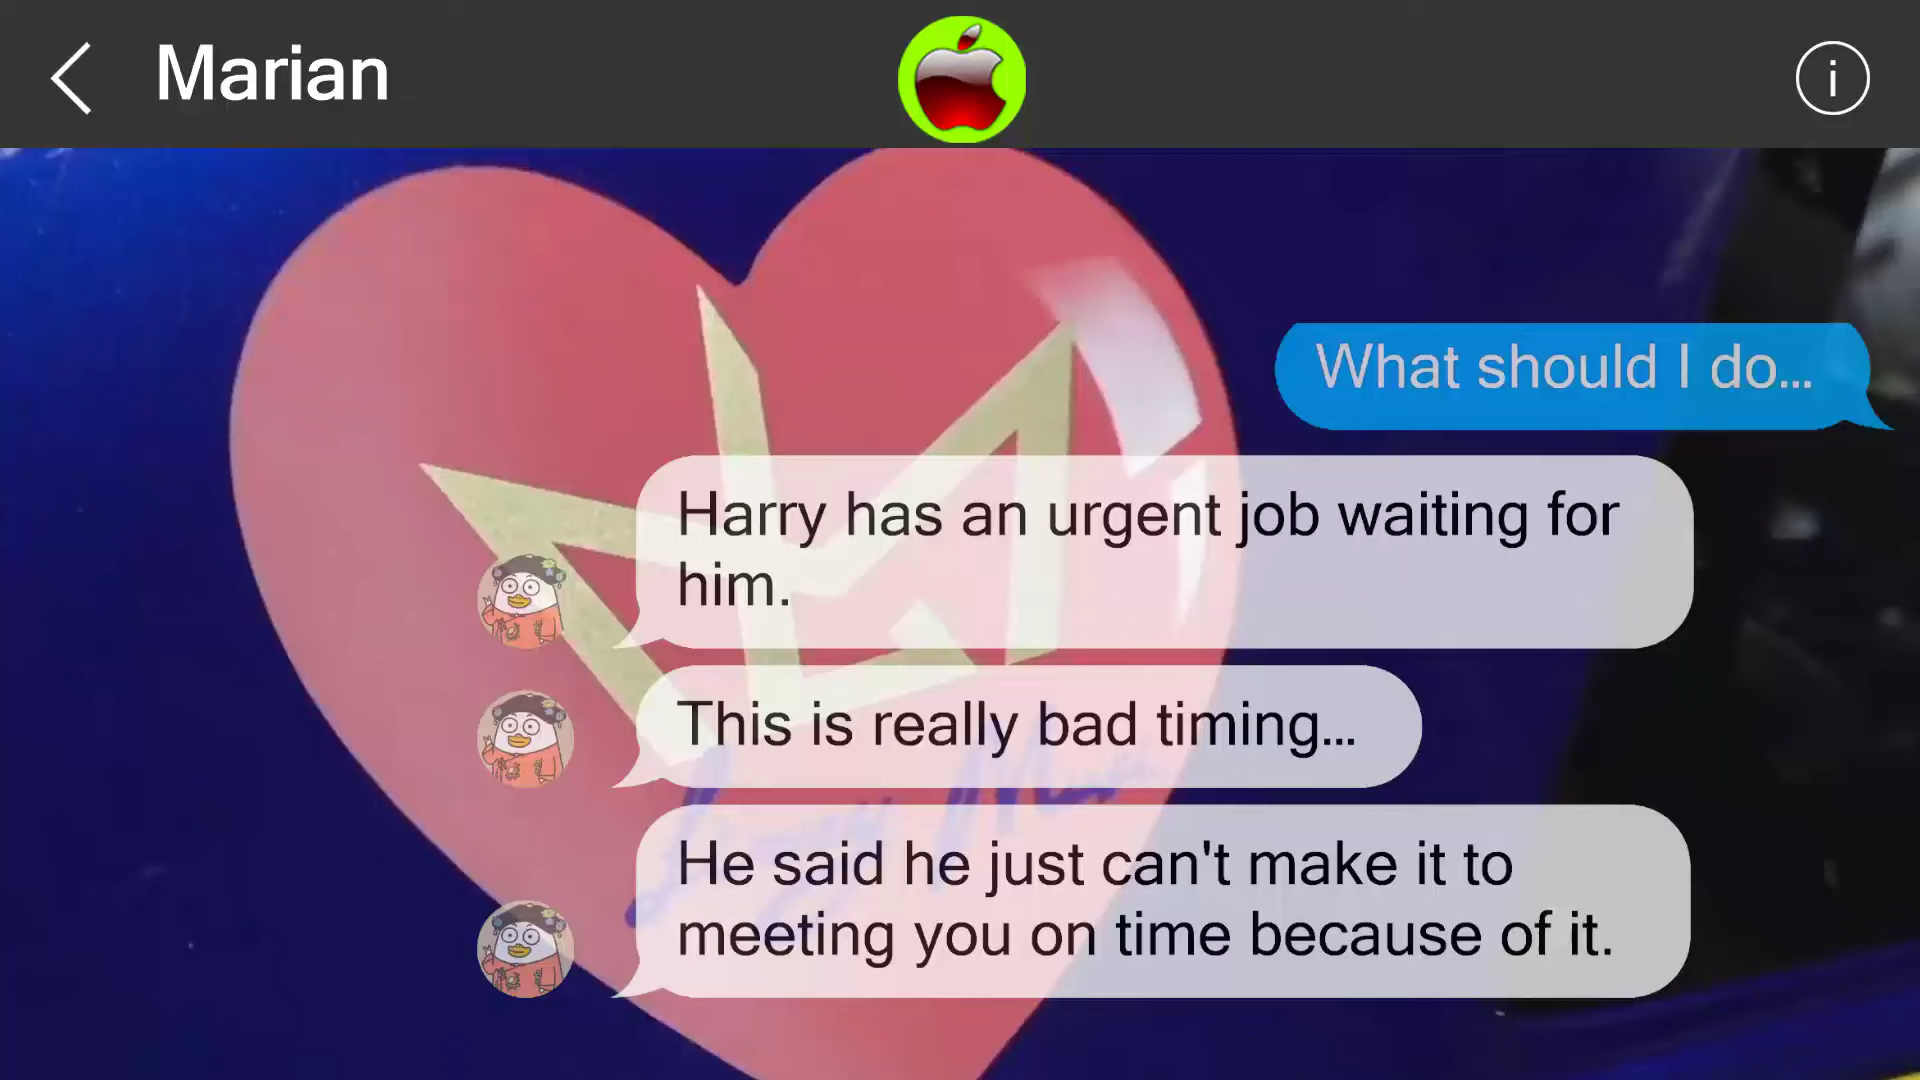 Marian
What should I do...
Harry has an urgent job waiting for
him.
This is really bad timing...
He said he just can't make it to
meeting you on time because of it.